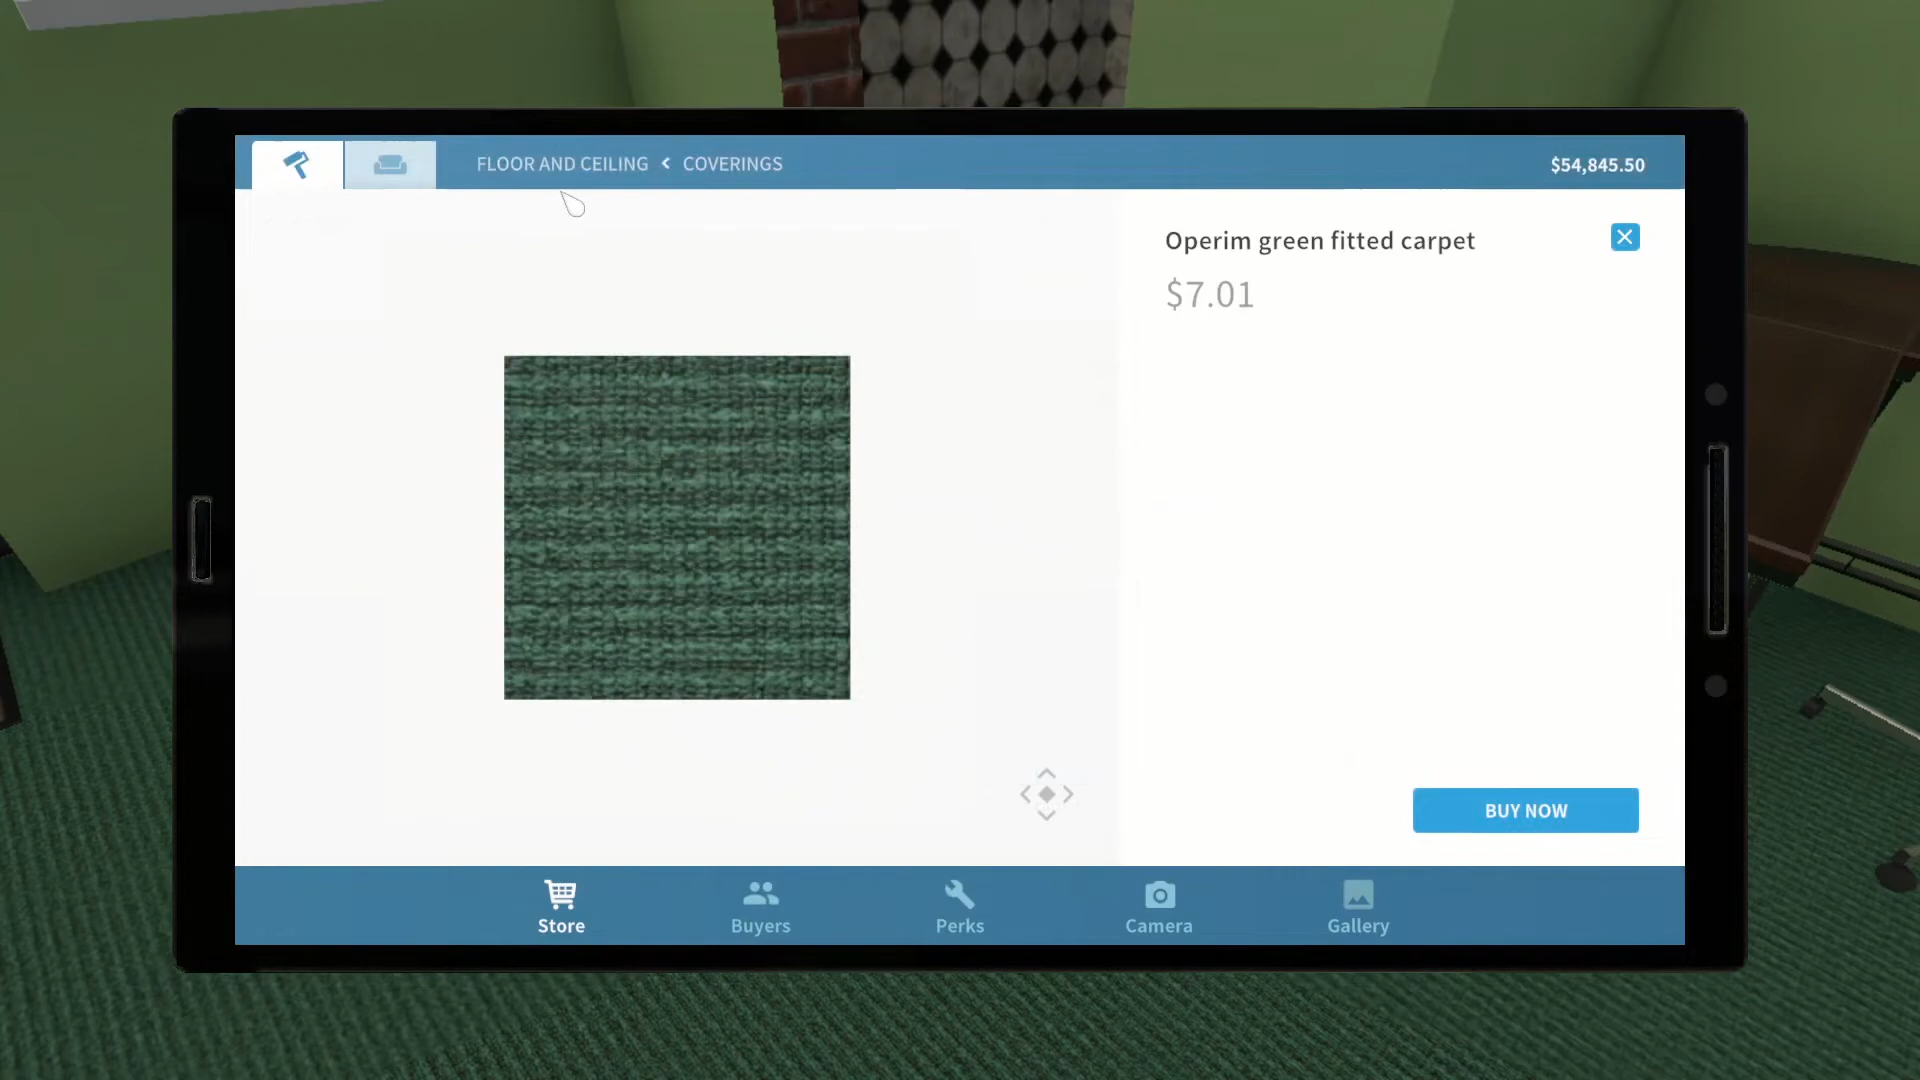 FLOOR AND CEILING < COVERINGS
$54,845.50
Operim green fitted carpet
$7.01
BUY NOW
Store
Buyers
Perks
Camera
Gallery